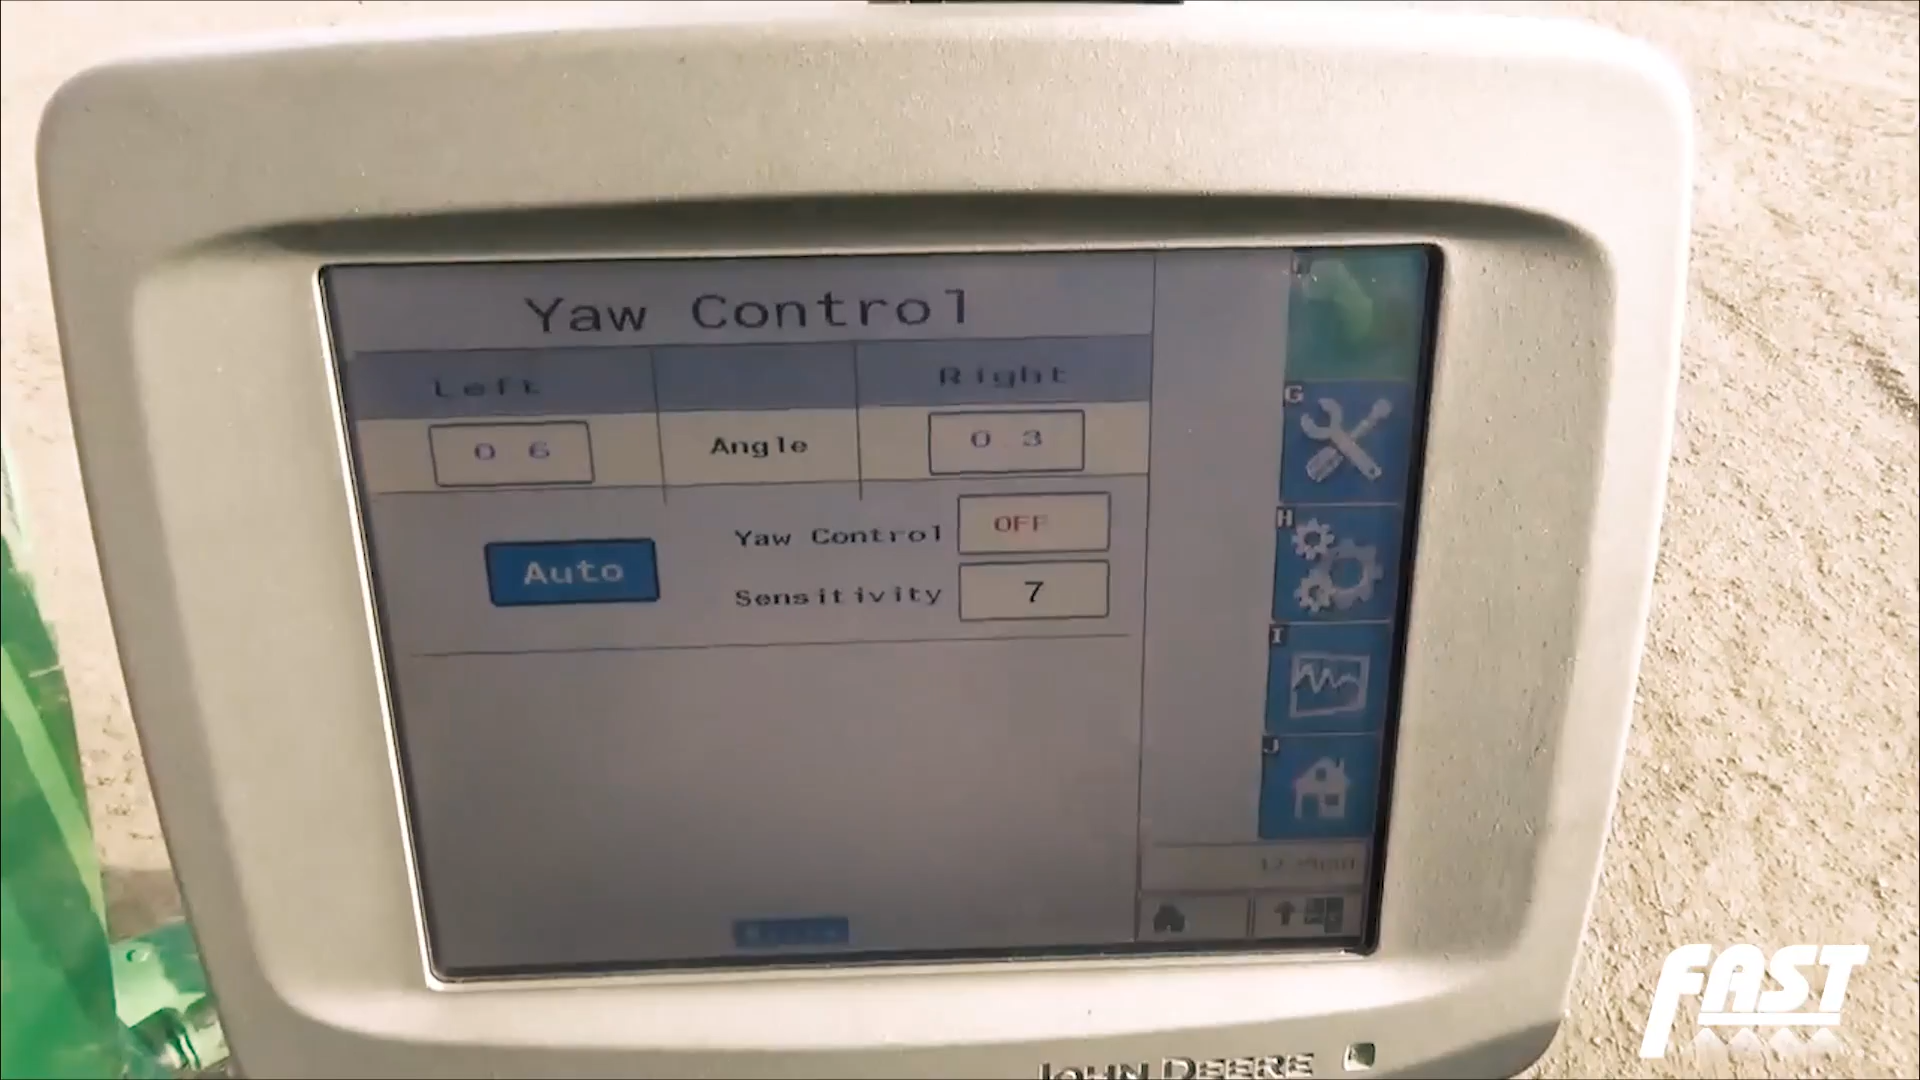 Yaw Control
Left Right
0 6 Angle 0 3
Yaw Control OFF
Auto
Sensitivity 7
G
H
I
J
JOHN DEERE
FAST